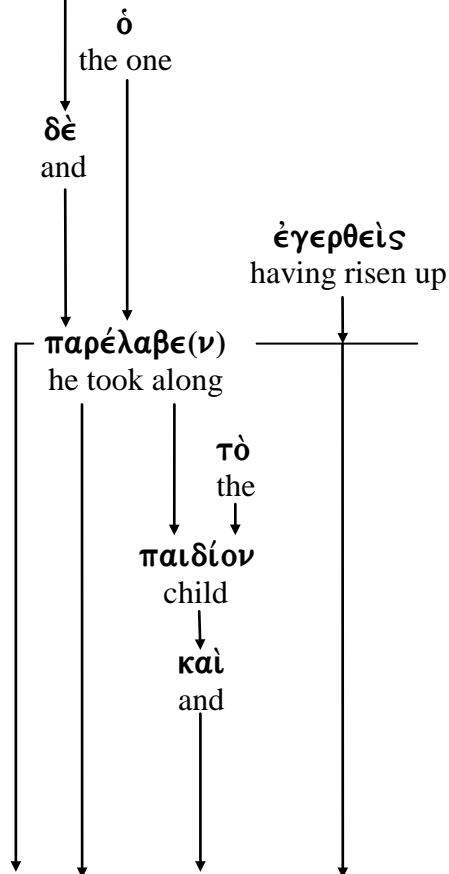 ὁ
the one
δὲ
and
ἐγερθεὶς
having risen up
παρέλαβε(ν)
he took along
τὸ
the
παιδίον
child
καὶ
and